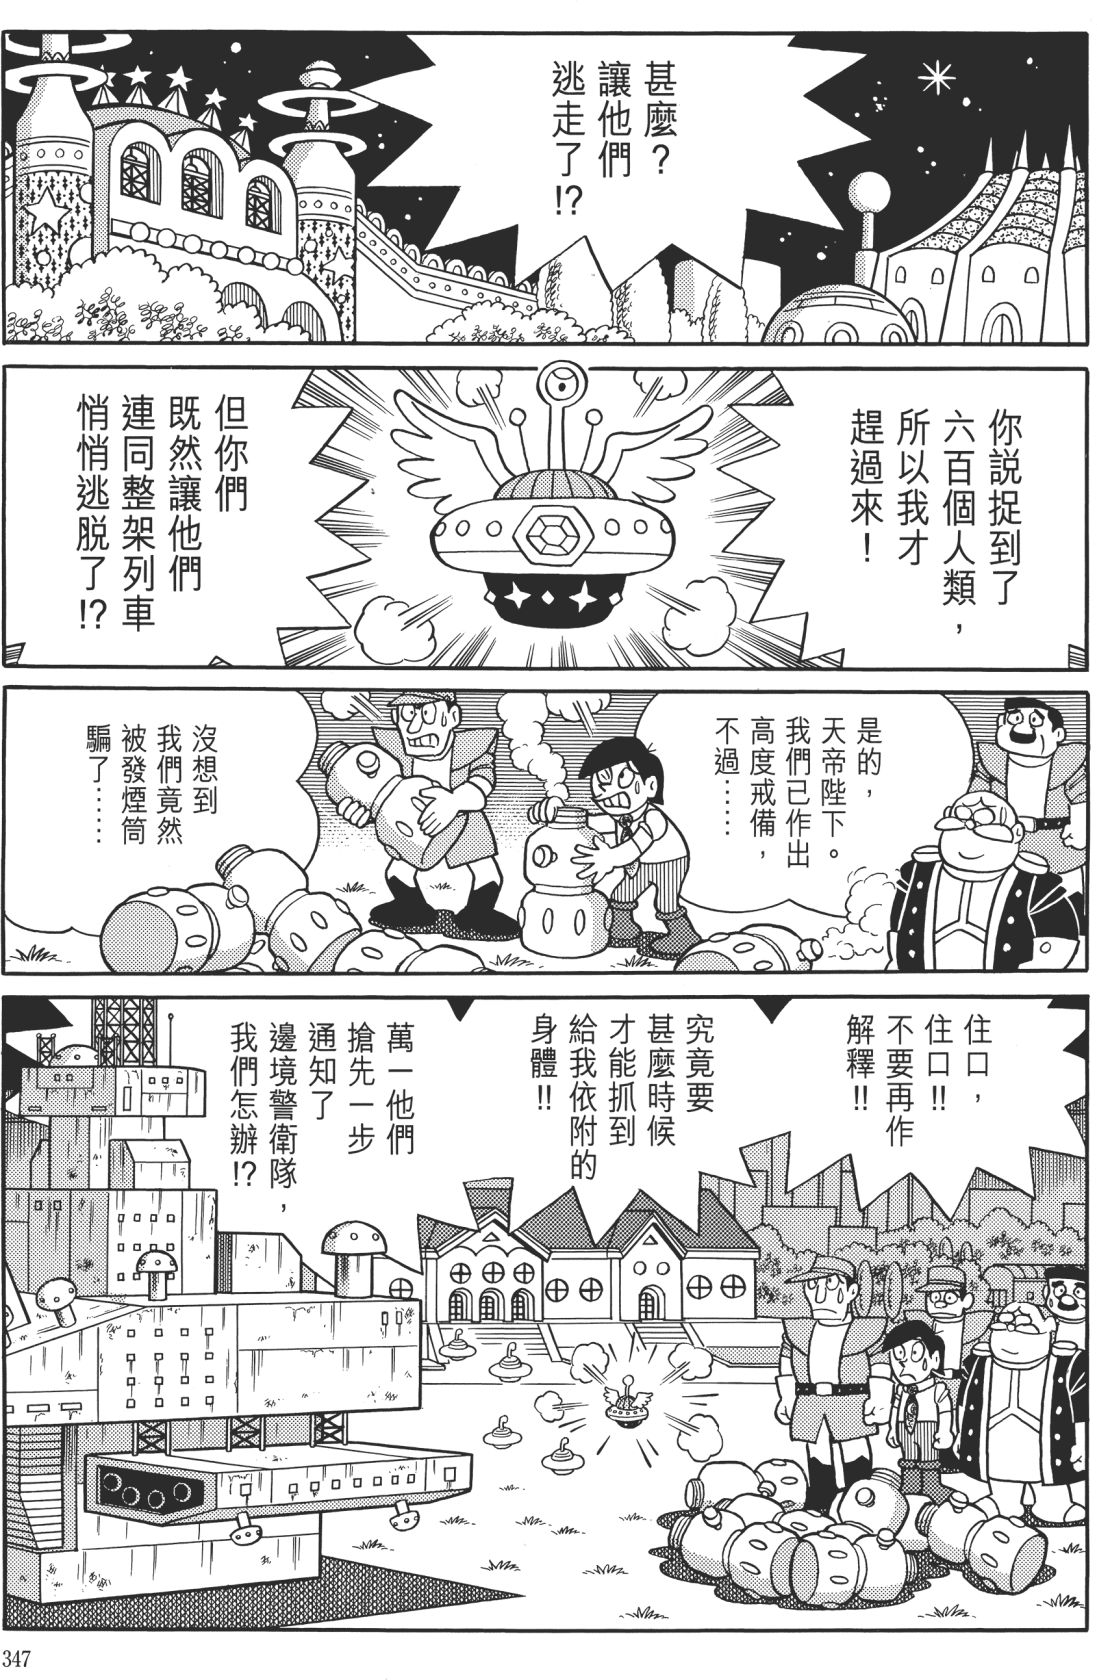 甚麼？
讓他們
逃走了!?
你說捉到了
六百個人類，
所以我才
趕過來！
但你們
既然讓他們
連同整架列車
悄悄逃脫了!?
是的，
天帝陛下。
我們已作出
高度戒備，
不過……
沒想到
我們竟然
被發煙筒
騙了……
住口，
住口!!
不要再作
解釋!!
究竟要
甚麼時候
才能抓到
給我依附的
身體!!
萬一他們
搶先一步
通知了
邊境警衛隊，
我們怎辦!?
347